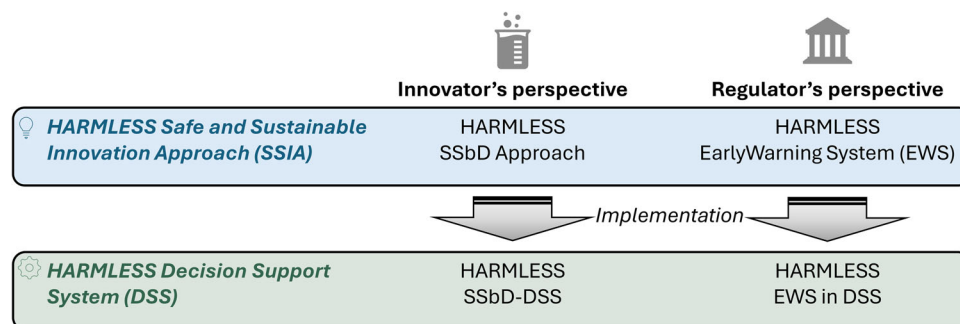 Innovator’s perspective
Regulator’s perspective
HARMLESS Safe and Sustainable
Innovation Approach (SSIA)
HARMLESS
SSbD Approach
HARMLESS
EarlyWarning System (EWS)
Implementation
HARMLESS Decision Support
System (DSS)
HARMLESS
SSbD-DSS
HARMLESS
EWS in DSS